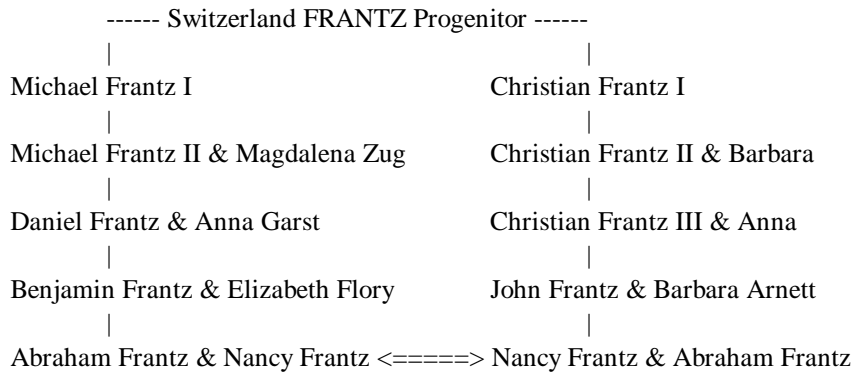 ------ Switzerland FRANTZ Progenitor ------
| |
Michael Frantz I Christian Frantz I
| |
Michael Frantz II & Magdalena Zug Christian Frantz II & Barbara
| |
Daniel Frantz & Anna Garst Christian Frantz III & Anna
| |
Benjamin Frantz & Elizabeth Flory John Frantz & Barbara Arnett
| |
Abraham Frantz & Nancy Frantz <=====> Nancy Frantz & Abraham Frantz